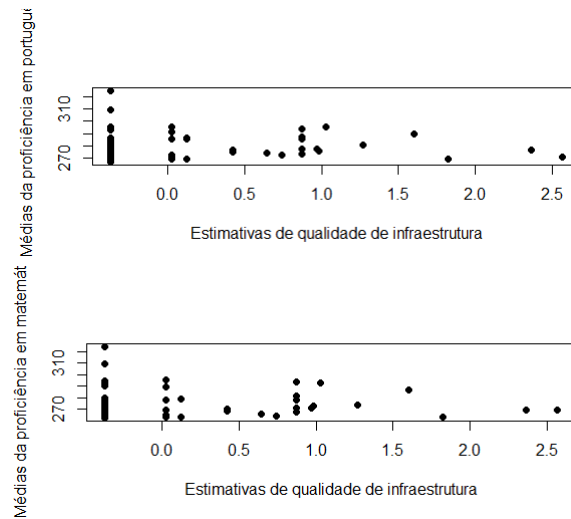 Médias da proficiência em portugu
310
270
0.0 0.5 1.0 1.5 2.0 2.5
Estimativas de qualidade de infraestrutura
Médias da proficiência em matemát
310
270
0.0 0.5 1.0 1.5 2.0 2.5
Estimativas de qualidade de infraestrutura